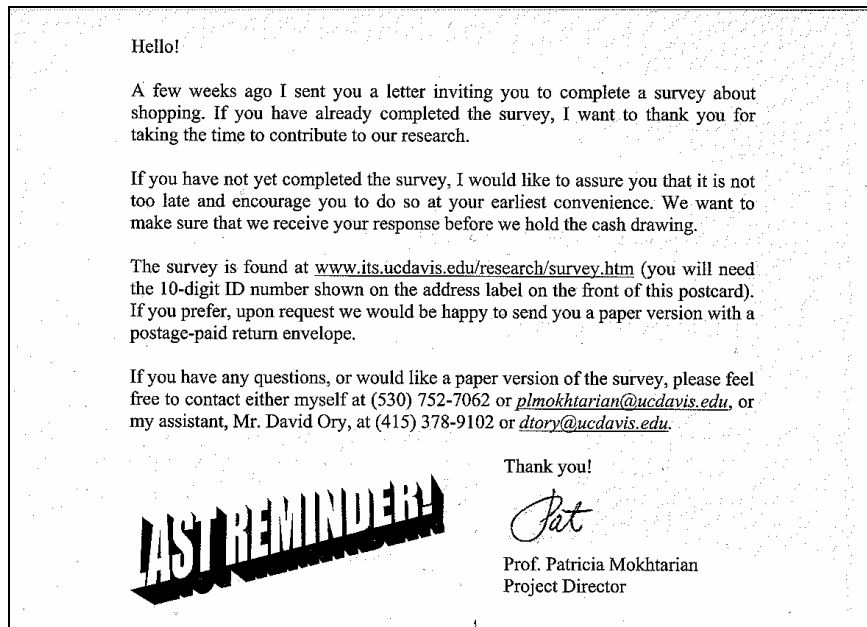 Hello!
A few weeks ago I sent you a letter inviting you to complete a survey about
shopping. If you have already completed the survey, I want to thank you for
taking the time to contribute to our research.
If you have not yet completed the survey, I would like to assure you that it is not
too late and encourage you to do so at your earliest convenience. We want to
make sure that we receive your response before we hold the cash drawing.
The survey is found at www.its.ucdavis.edu/research/survey.htm (you will need
the 10-digit ID number shown on the address label on the front of this postcard).
If you prefer, upon request we would be happy to send you a paper version with a
postage-paid return envelope.
If you have any questions, or would like a paper version of the survey, please feel
free to contact either myself at (530) 752-7062 or plmokhtarian@ucdavis.edu, or
my assistant, Mr. David Ory, at (415) 378-9102 or dtory@ucdavis.edu.
Thank you!
LAST REMINDER!
Pat
Prof. Patricia Mokhtarian
Project Director